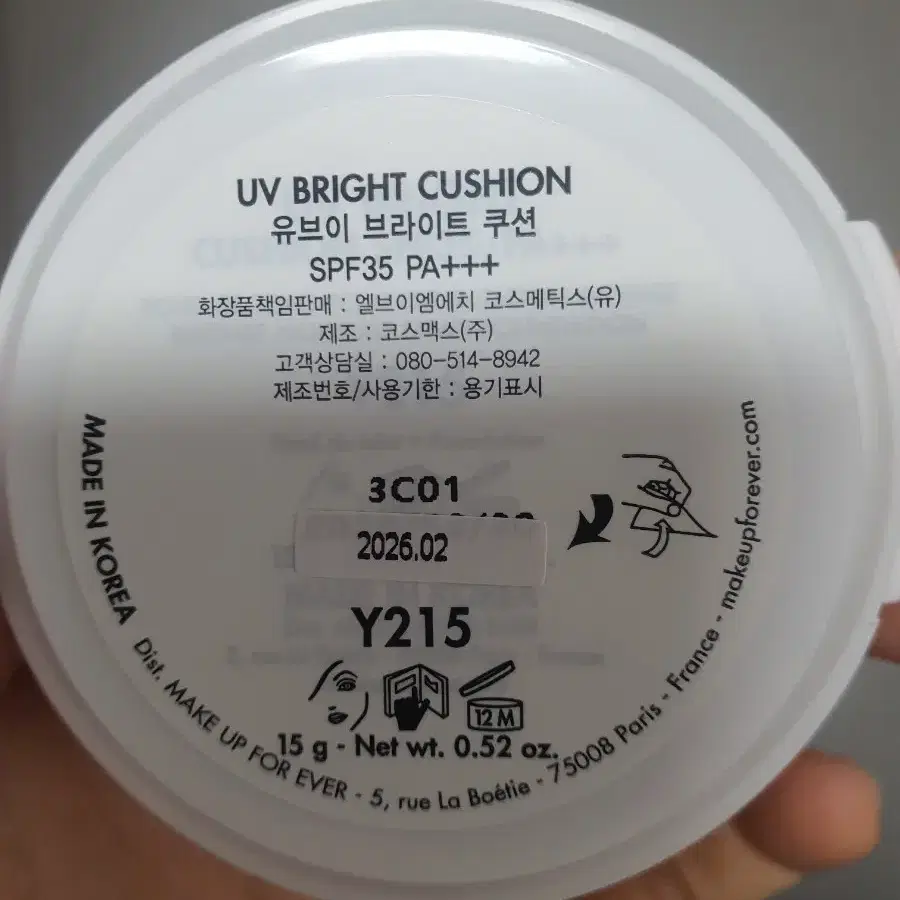 UV BRIGHT CUSHION
유브이 브라이트 쿠션
SPF35 PA+++
화장품책임판매 : 엘브이엠에치 코스메틱스(유)
제조 : 코스맥스(주)
고객상담실 : 080-514-8942
제조번호/사용기한 : 용기표시
3C01
2026.02
Y215
12 M
15 g - Net wt. 0.52 oz.
MADE IN KOREA Dist. MAKE UP FOR EVER - 5, rue La Boétie - 75008 Paris - France - makeupforever.com